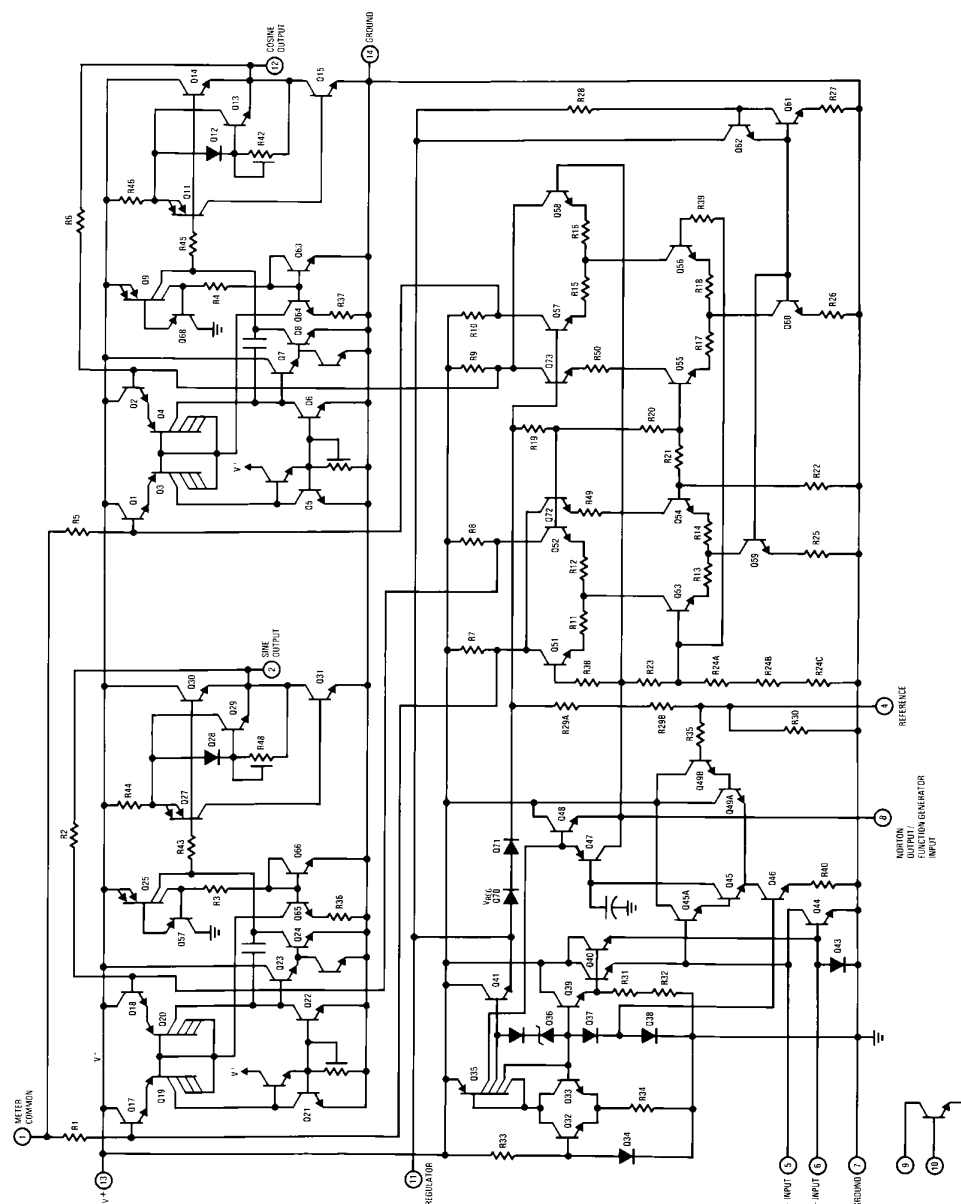 1
METER
COMMON
13
V+
R1
Q17
Q19
V-
Q18
Q20
Q21
Q22
V'
Q23
Q24
R2
Q25
Q57
R3
Q65
Q66
R36
R43
R44
Q27
Q28
Q29
Q30
R48
Q31
2
SINE
OUTPUT
R5
Q1
Q3
Q2
Q4
Q5
Q6
V'
Q7
Q8
R6
Q9
Q68
R4
Q64
Q63
R37
R45
R46
Q11
Q12
Q13
Q14
R42
Q15
12
COSINE
OUTPUT
14
GROUND
11
REGULATOR
R33
Q32
Q33
Q34
R34
Q35
Q36
Q37
Q38
Q39
Q40
Q41
R31
R32
VREG
Q70
Q71
Q43
Q44
Q45A
Q45
Q46
R40
Q47
Q48
Q49B
Q49A
R35
R29A
R29B
R30
R7
R8
Q51
R11
R12
Q52
Q72
R49
R38
R23
R24A
R24B
R24C
Q53
R13
R14
Q54
Q59
R25
R22
R19
R20
R21
R9
R10
Q73
R50
Q57
R15
R16
Q58
Q55
R17
R18
Q56
R39
Q60
R26
R28
Q62
Q61
R27
5
INPUT
6
INPUT
7
GROUND
8
NORTON
OUTPUT/
FUNCTION GENERATOR
INPUT
4
REFERENCE
9
10